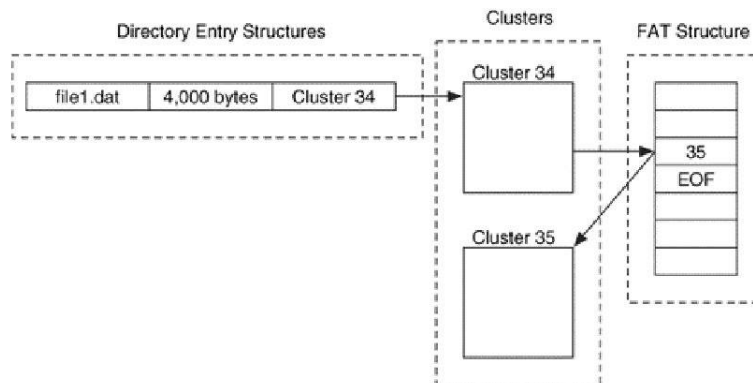 Directory Entry Structures
Clusters
FAT Structure
file1.dat 4,000 bytes Cluster 34
Cluster 34
35
EOF
Cluster 35